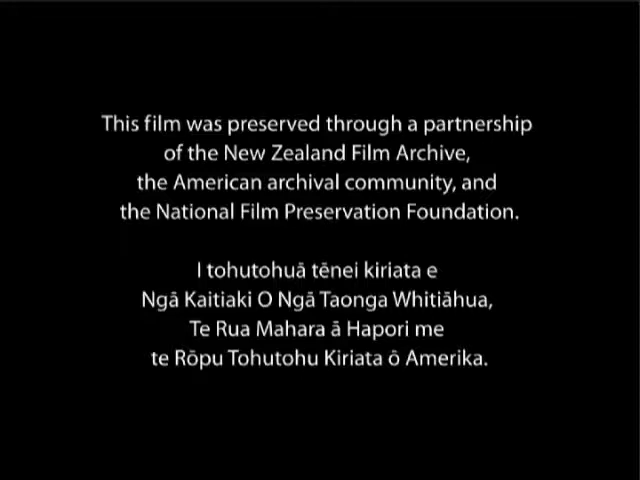 This film was preserved through a partnership
of the New Zealand Film Archive,
the American archival community, and
the National Film Preservation Foundation.
I tohutohuā tēnei kiriata e
Ngā Kaitiaki O Ngā Taonga Whitiāhua,
Te Rua Mahara ā Hapori me
te Rōpu Tohutohu Kiriata ō Amerika.